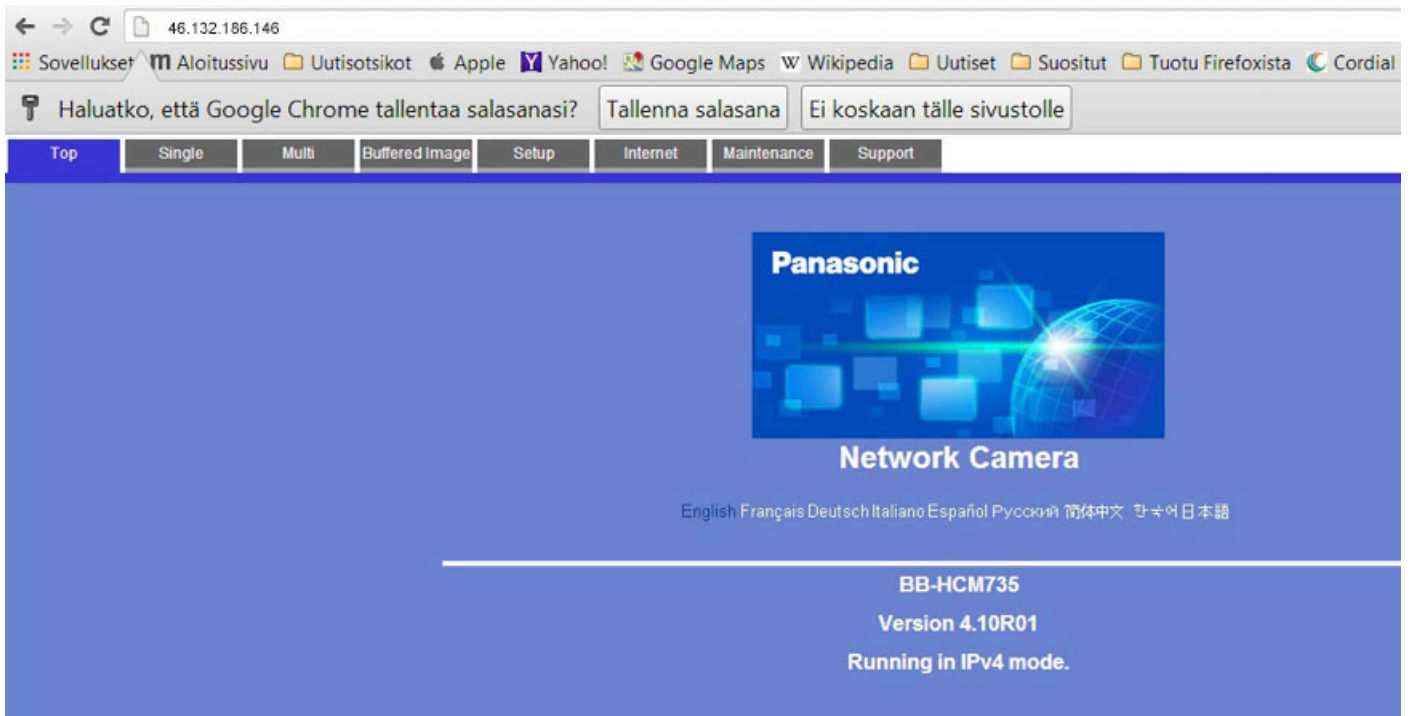 46.132.186.146
Sovellukset Aloitussivu Uutisotsikot Apple Yahoo! Google Maps W Wikipedia Uutiset Suositut Tuotu Firefoxista Cordial
Haluatko, että Google Chrome tallentaa salasanasi? Tallenna salasana Ei koskaan tälle sivustolle
Top Single Multi Buffered Image Setup Internet Maintenance Support
Panasonic
Network Camera
English Français Deutsch Italiano Español Русский 简体中文 한국어 日本語
BB-HCM735
Version 4.10R01
Running in IPv4 mode.